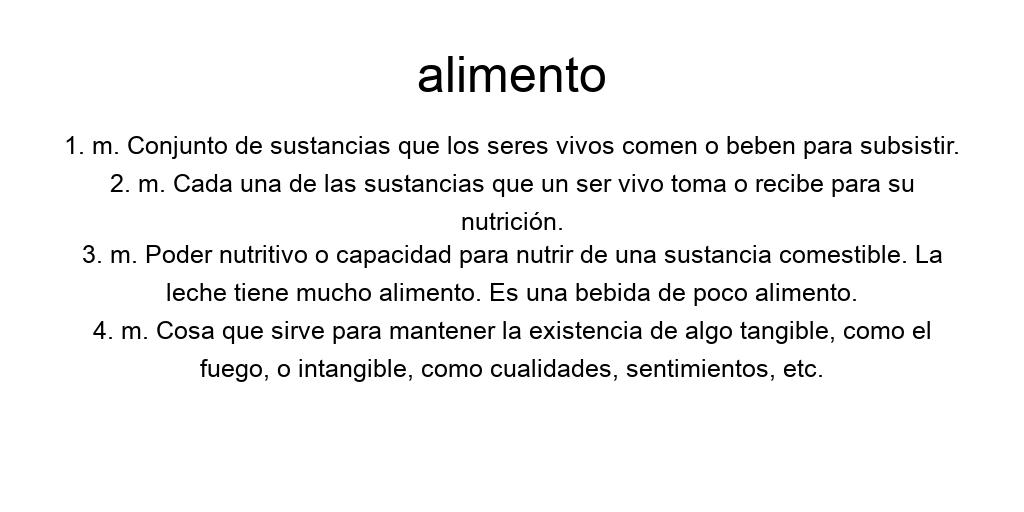 alimento
1. m. Conjunto de sustancias que los seres vivos comen o beben para subsistir.
2. m. Cada una de las sustancias que un ser vivo toma o recibe para su
nutrición.
3. m. Poder nutritivo o capacidad para nutrir de una sustancia comestible. La
leche tiene mucho alimento. Es una bebida de poco alimento.
4. m. Cosa que sirve para mantener la existencia de algo tangible, como el
fuego, o intangible, como cualidades, sentimientos, etc.